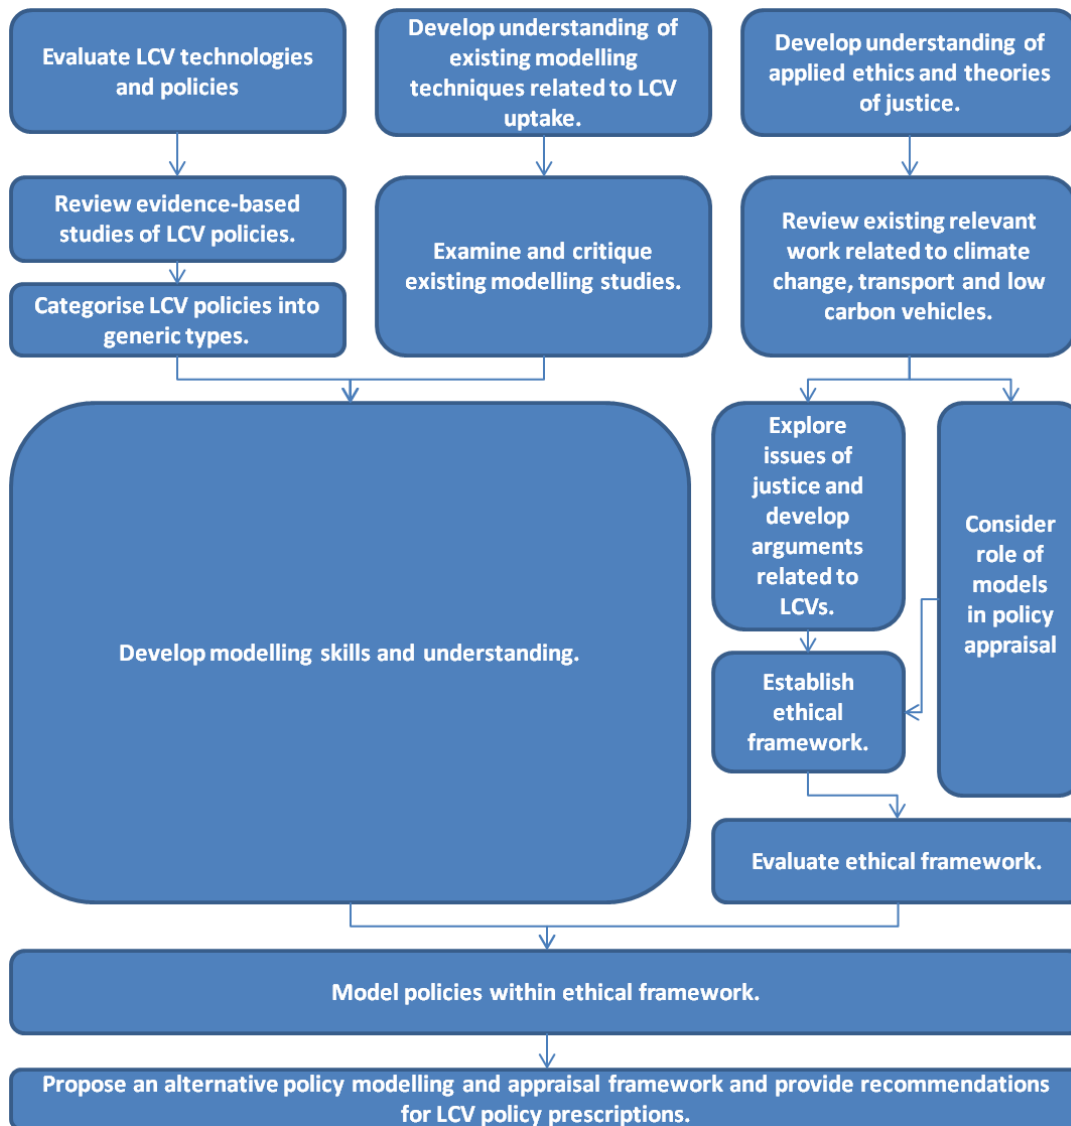 Evaluate LCV technologies
and policies
Develop understanding of
existing modelling
techniques related to LCV
uptake.
Develop understanding of
applied ethics and theories
of justice.
Review evidence-based
studies of LCV policies.
Categorise LCV policies into
generic types.
Examine and critique
existing modelling studies.
Review existing relevant
work related to climate
change, transport and low
carbon vehicles.
Develop modelling skills and understanding.
Explore
issues of
justice and
develop
arguments
related to
LCVs.
Consider
role of
models
in policy
appraisal
Establish
ethical
framework.
Evaluate ethical framework.
Model policies within ethical framework.
Propose an alternative policy modelling and appraisal framework and provide recommendations
for LCV policy prescriptions.